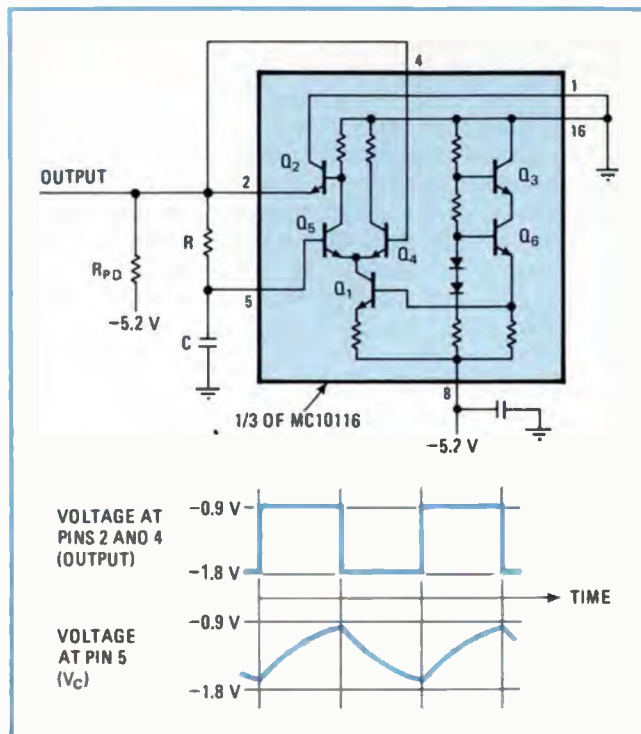 4
1
16
Q2
Q3
OUTPUT
2
Q5
Q4
Q6
R
RPD
Q1
−5.2 V
5
C
8
1/3 OF MC10116
−5.2 V
VOLTAGE AT
PINS 2 AND 4
(OUTPUT)
−0.9 V
−1.8 V
TIME
VOLTAGE
AT PIN 5
(VC)
−0.9 V
−1.8 V